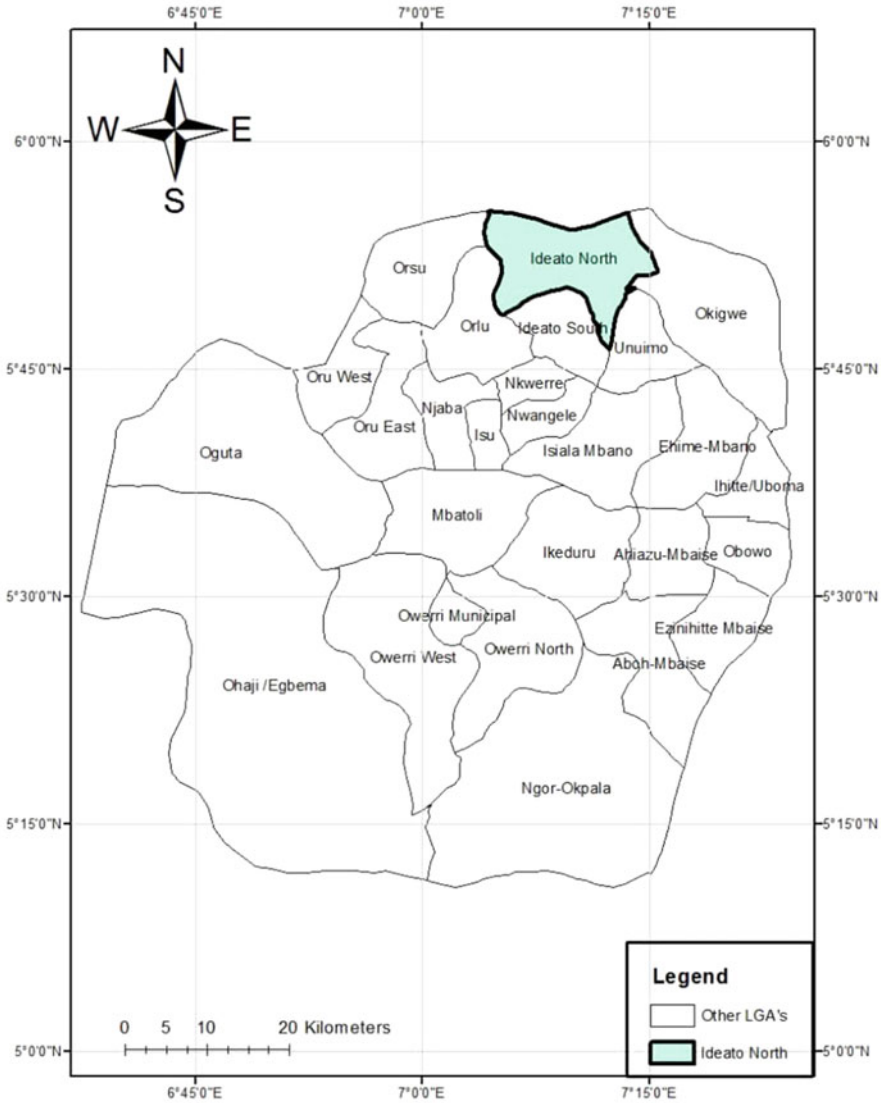 6°45'0"E 7°0'0"E 7°15'0"E
N
W E
S
6°0'0"N 6°0'0"N
Ideato North
Orsu
Okigwe
Orlu Ideato South
Unuimo
5°45'0"N 5°45'0"N
Oru West
Nkwerre
Njaba Nwangele
Oru East Isu
Isiala Mbano Ehime-Mbano
Oguta
Ihitte/Uboma
Mbatoli
Ikeduru Ahiazu-Mbaise Obowo
5°30'0"N 5°30'0"N
Owerri Municipal
Ezinihitte Mbaise
Owerri West Owerri North
Aboh-Mbaise
Ohaji /Egbema
Ngor-Okpala
5°15'0"N 5°15'0"N
Legend
Other LGA's
Ideato North
0 5 10 20 Kilometers
5°0'0"N 5°0'0"N
6°45'0"E 7°0'0"E 7°15'0"E